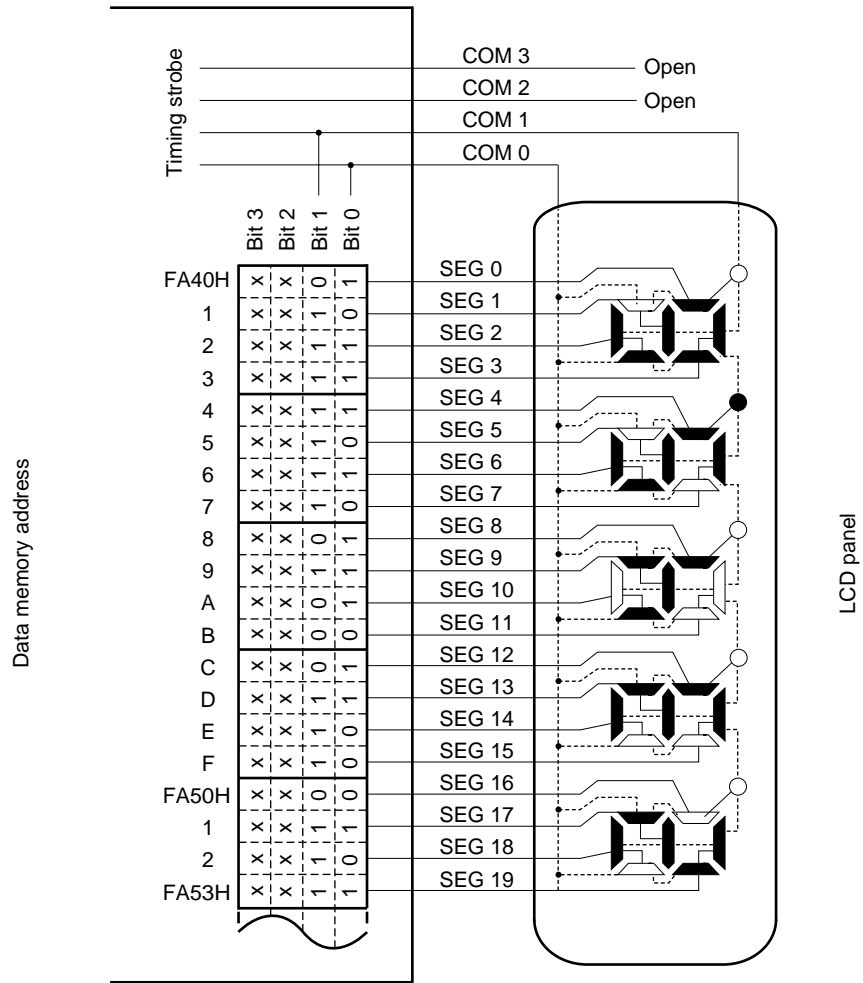 Timing strobe
COM 3
Open
COM 2
Open
COM 1
COM 0
Bit 3 Bit 2 Bit 1 Bit 0
FA40H x x 0 1 SEG 0
1 x x 1 0 SEG 1
2 x x 1 1 SEG 2
3 x x 1 1 SEG 3
4 x x 1 1 SEG 4
5 x x 1 0 SEG 5
6 x x 1 1 SEG 6
7 x x 1 0 SEG 7
8 x x 0 1 SEG 8
9 x x 1 1 SEG 9
A x x 0 1 SEG 10
B x x 0 0 SEG 11
C x x 0 1 SEG 12
D x x 1 1 SEG 13
E x x 1 0 SEG 14
F x x 1 0 SEG 15
FA50H x x 0 0 SEG 16
1 x x 1 1 SEG 17
2 x x 1 0 SEG 18
FA53H x x 1 1 SEG 19
Data memory address
LCD panel